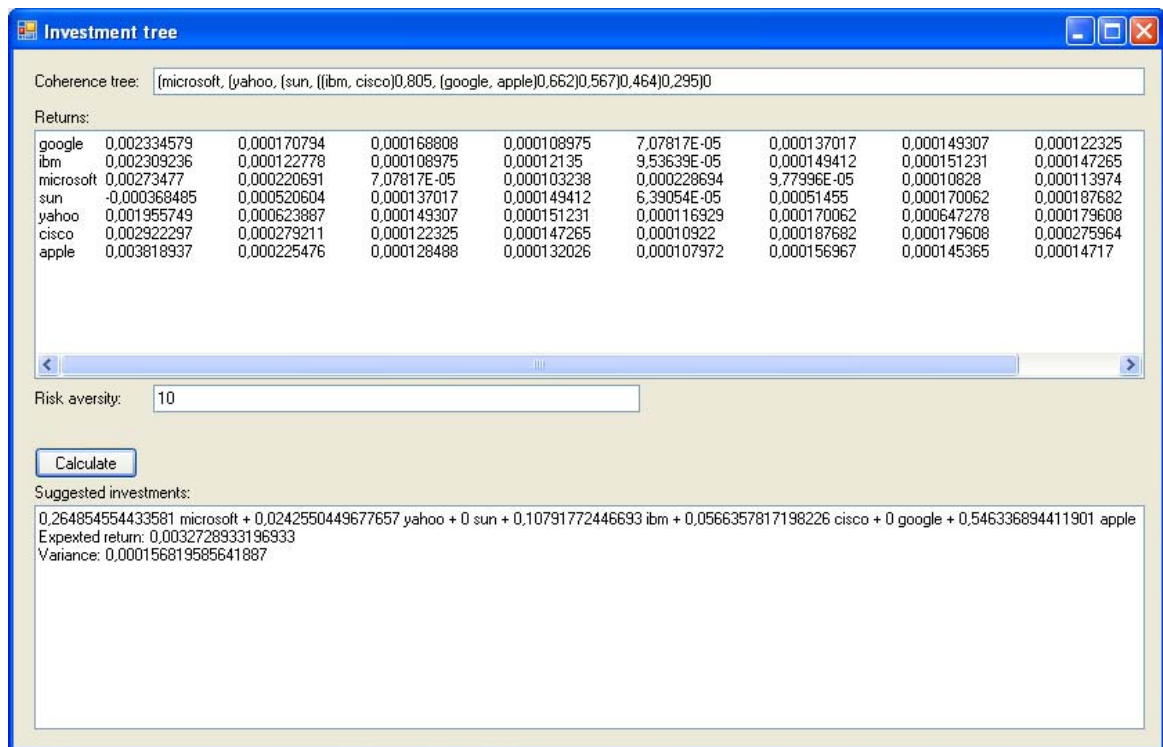 Investment tree
Coherence tree: (microsoft, (yahoo, (sun, ((ibm, cisco)0,805, (google, apple)0,662)0,567)0,464)0,295)0
Returns:
google 0,002334579 0,000170794 0,000168808 0,000108975 7,07817E-05 0,000137017 0,000149307 0,000122325
ibm 0,002309236 0,000122778 0,000108975 0,00012135 9,53639E-05 0,000149412 0,000151231 0,000147265
microsoft 0,00273477 0,000220691 7,07817E-05 0,000103238 0,000228694 9,77996E-05 0,00010828 0,000113974
sun -0,000368485 0,000520604 0,000137017 0,000149412 6,39054E-05 0,00051455 0,000170062 0,000187682
yahoo 0,001955749 0,000623887 0,000149307 0,000151231 0,000116929 0,000170062 0,000647278 0,000179608
cisco 0,002922297 0,000279211 0,000122325 0,000147265 0,00010922 0,000187682 0,000179608 0,000275964
apple 0,003818937 0,000225476 0,000128488 0,000132026 0,000107972 0,000156967 0,000145365 0,00014717
Risk aversity: 10
Calculate
Suggested investments:
0,264854554433581 microsoft + 0,0242550449677657 yahoo + 0 sun + 0,10791772446693 ibm + 0,0566357817198226 cisco + 0 google + 0,546336894411901 apple
Expexted return: 0,0032728933196933
Variance: 0,000156819585641887